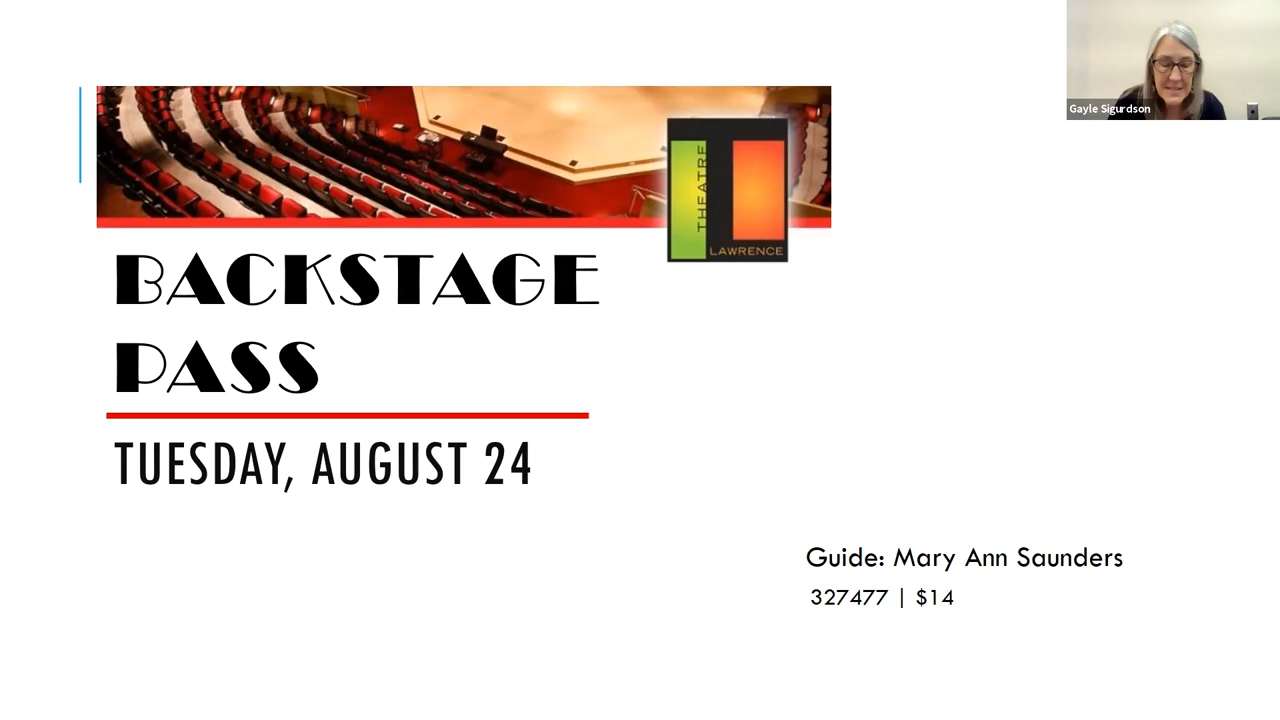 Gayle Sigurdson
THEATRE
LAWRENCE
BACKSTAGE
PASS
TUESDAY, AUGUST 24
Guide: Mary Ann Saunders
327477 | $14